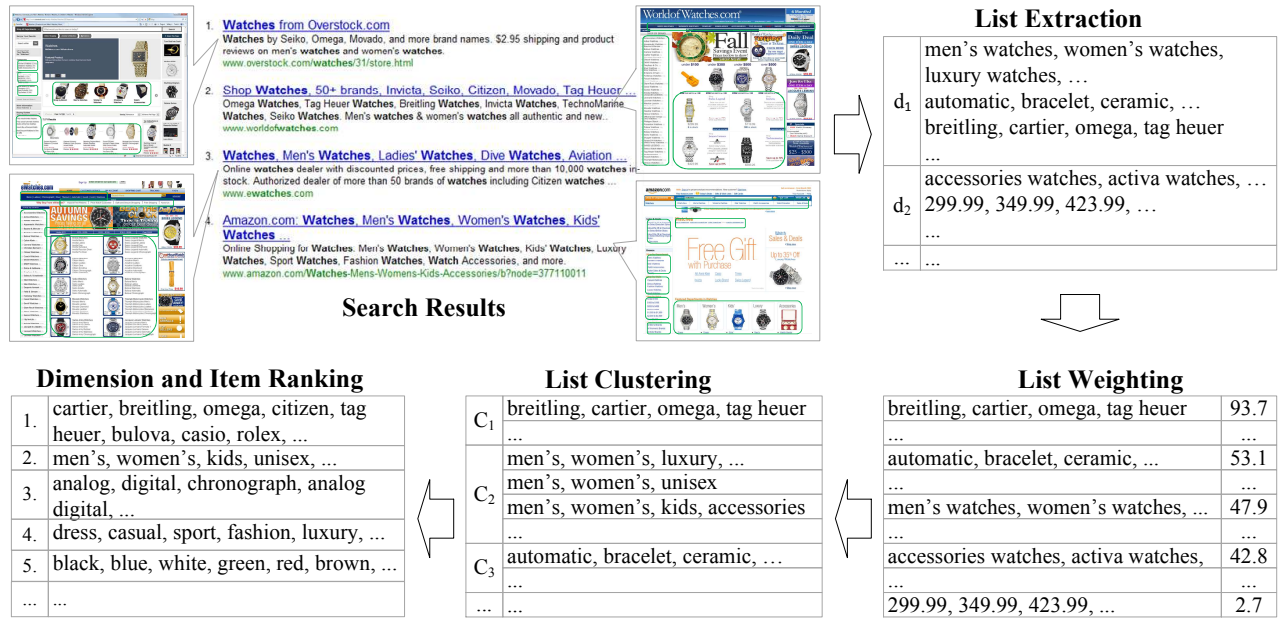 1. Watches from Overstock.com
Watches by Seiko, Omega, Movado, and more brand names. $2.95 shipping and product
reviews on men's watches and women's watches.
www.overstock.com/watches/31/store.html
2. Shop Watches, 50+ brands, Invicta, Seiko, Citizen, Movado, Tag Heuer ...
Omega Watches, Tag Heuer Watches, Breitling Watches, Invicta Watches, TechnoMarine
Watches, Seiko Watches. Men's watches & women's watches all authentic and new..
www.worldofwatches.com
3. Watches, Men's Watches, Ladies' Watches, Dive Watches, Aviation ...
Online watches dealer with discounted prices, free shipping and more than 10,000 watches in-
stock. Authorized dealer of more than 50 brands of watches including Citizen watches ...
www.ewatches.com
4. Amazon.com: Watches, Men's Watches, Women's Watches, Kids'
Watches ...
Online Shopping for Watches. Men's Watches, Women's Watches, Kids' Watches, Luxury
Watches, Sport Watches, Fashion Watches, Watch Accessories, and more.
www.amazon.com/Watches-Mens-Womens-Kids-Accessories/b?node=377110011
Search Results
ewatches.com
AUTUMN
SAVINGS
WorldofWatches.com
Fall
Savings Event
Daily Deal
amazon.com
Free Gift
with Purchase
Sales & Deals
List Extraction
men's watches, women's watches,
luxury watches, …
d1 automatic, bracelet, ceramic, …
breitling, cartier, omega, tag heuer
...
accessories watches, activa watches, …
d2 299.99, 349.99, 423.99, …
...
...
... ...
List Weighting
breitling, cartier, omega, tag heuer 93.7
... ...
automatic, bracelet, ceramic, ... 53.1
... ...
men's watches, women's watches, ... 47.9
... ...
accessories watches, activa watches, 42.8
... ...
299.99, 349.99, 423.99, ... 2.7
List Clustering
C1 breitling, cartier, omega, tag heuer
...
men's, women's, luxury, ...
C2 men's, women's, unisex
men's, women's, kids, accessories
...
C3 automatic, bracelet, ceramic, …
...
... ...
Dimension and Item Ranking
1. cartier, breitling, omega, citizen, tag
heuer, bulova, casio, rolex, ...
2. men's, women's, kids, unisex, ...
3. analog, digital, chronograph, analog
digital, ...
4. dress, casual, sport, fashion, luxury, ...
5. black, blue, white, green, red, brown, ...
... ...